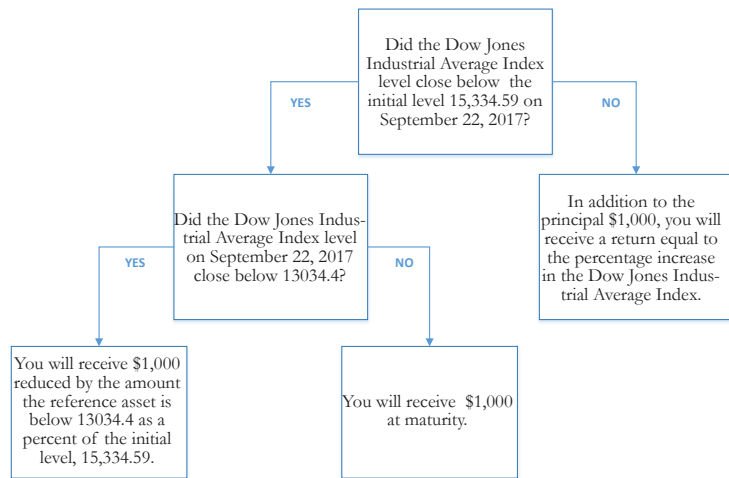 Did the Dow Jones
Industrial Average Index
level close below the
initial level 15,334.59 on
September 22, 2017?
YES
NO
Did the Dow Jones Indus-
trial Average Index level
on September 22, 2017
close below 13034.4?
In addition to the
principal $1,000, you will
receive a return equal to
the percentage increase
in the Dow Jones Indus-
trial Average Index.
YES
NO
You will receive $1,000
reduced by the amount
the reference asset is
below 13034.4 as a
percent of the initial
level, 15,334.59.
You will receive $1,000
at maturity.